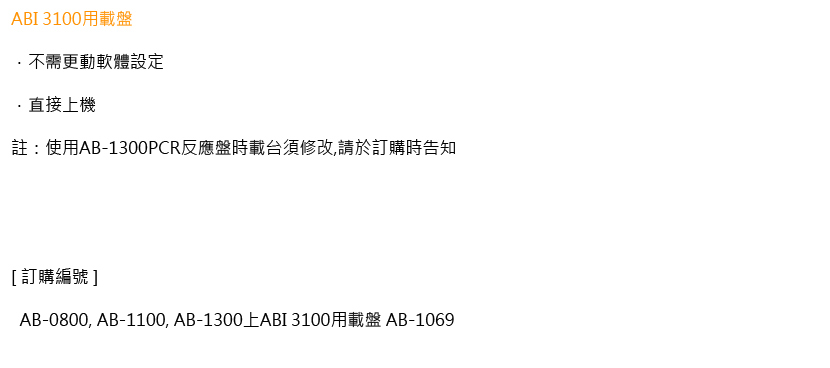 ABI 3100用載盤
．不需更動軟體設定
．直接上機
註：使用AB-1300PCR反應盤時載台須修改,請於訂購時告知
[ 訂購編號 ]
AB-0800, AB-1100, AB-1300上ABI 3100用載盤 AB-1069